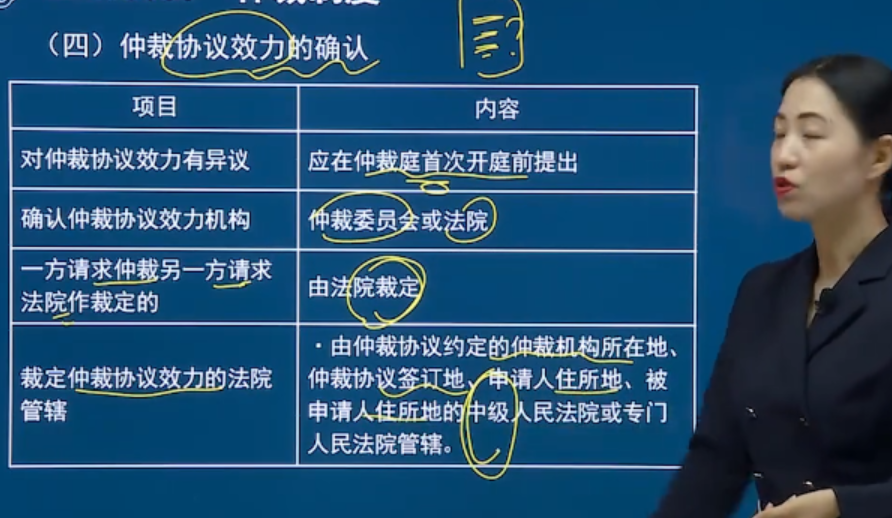 （四）仲裁协议效力的确认
项目
内容
对仲裁协议效力有异议
应在仲裁庭首次开庭前提出
确认仲裁协议效力机构
仲裁委员会或法院
一方请求仲裁另一方请求
法院作裁定的
由法院裁定
裁定仲裁协议效力的法院
管辖
·由仲裁协议约定的仲裁机构所在地、
仲裁协议签订地、申请人住所地、被
申请人住所地的中级人民法院或专门
人民法院管辖。